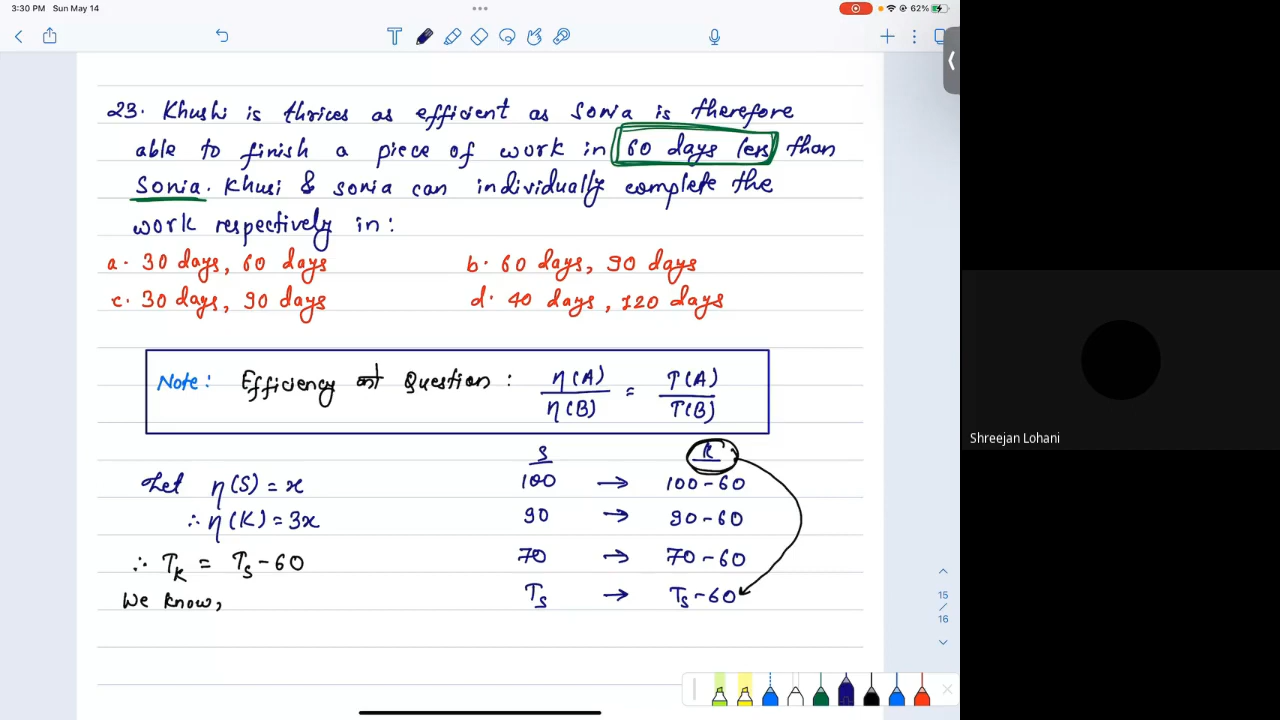 3:30 PM Sun May 14
62%
23. Khushi is thrices as efficient as Sonia is therefore
able to finish a piece of work in 60 days less than
Sonia. Khusi & sonia can individually complete the
work respectively in:
a. 30 days, 60 days b. 60 days, 90 days
c. 30 days, 90 days d. 40 days, 120 days
Note: Efficiency Question: η(A)/η(B) = T(A)/T(B)
S K
Let η(S) = x 100 → 100-60
∴ η(K) = 3x 90 → 90-60
70 → 70-60
∴ T_K = T_S - 60
We know, T_S → T_S - 60
15
/
16
Shreejan Lohani